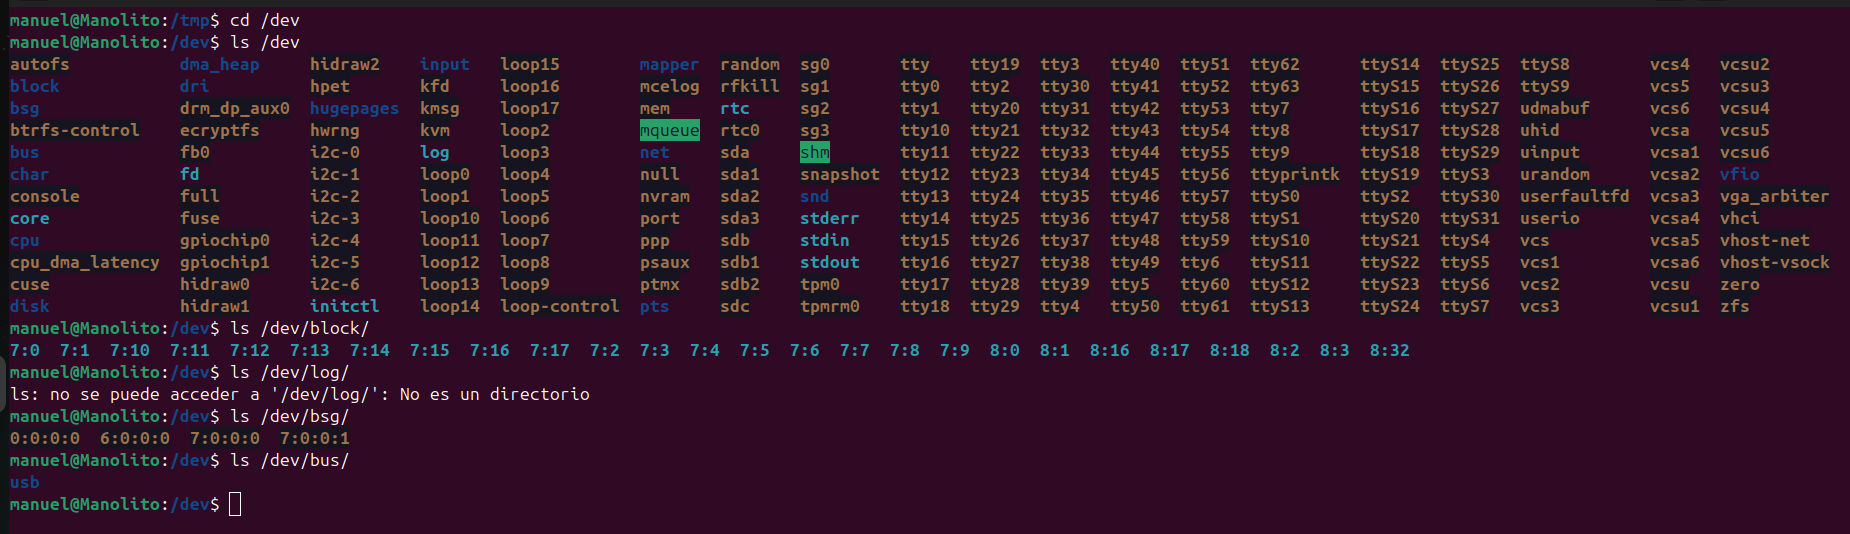 manuel@Manolito:/tmp$ cd /dev
manuel@Manolito:/dev$ ls /dev
autofs dma_heap hidraw2 input loop15 mapper random sg0 tty tty19 tty3 tty40 tty51 tty62 ttyS14 ttyS25 ttyS8 vcs4 vcsu2
block dri hpet kfd loop16 mcelog rfkill sg1 tty0 tty2 tty30 tty41 tty52 tty63 ttyS15 ttyS26 ttyS9 vcs5 vcsu3
bsg drm_dp_aux0 hugepages kmsg loop17 mem rtc sg2 tty1 tty20 tty31 tty42 tty53 tty7 ttyS16 ttyS27 udmabuf vcs6 vcsu4
btrfs-control ecryptfs hwrng kvm loop2 mqueue rtc0 sg3 tty10 tty21 tty32 tty43 tty54 tty8 ttyS17 ttyS28 uhid vcsa vcsu5
bus fb0 i2c-0 log loop3 net sda shm tty11 tty22 tty33 tty44 tty55 tty9 ttyS18 ttyS29 uinput vcsa1 vcsu6
char fd i2c-1 loop0 loop4 null sda1 snapshot tty12 tty23 tty34 tty45 tty56 ttyprintk ttyS19 ttyS3 urandom vcsa2 vfio
console full i2c-2 loop1 loop5 nvram sda2 snd tty13 tty24 tty35 tty46 tty57 ttyS0 ttyS2 ttyS30 userfaultfd vcsa3 vga_arbiter
core fuse i2c-3 loop10 loop6 port sda3 stderr tty14 tty25 tty36 tty47 tty58 ttyS1 ttyS20 ttyS31 userio vcsa4 vhci
cpu gpiochip0 i2c-4 loop11 loop7 ppp sdb stdin tty15 tty26 tty37 tty48 tty59 ttyS10 ttyS21 ttyS4 vcs vcsa5 vhost-net
cpu_dma_latency gpiochip1 i2c-5 loop12 loop8 psaux sdb1 stdout tty16 tty27 tty38 tty49 tty6 ttyS11 ttyS22 ttyS5 vcs1 vcsa6 vhost-vsock
cuse hidraw0 i2c-6 loop13 loop9 ptmx sdb2 tpm0 tty17 tty28 tty39 tty5 tty60 ttyS12 ttyS23 ttyS6 vcs2 vcsu zero
disk hidraw1 initctl loop14 loop-control pts sdc tpmrm0 tty18 tty29 tty4 tty50 tty61 ttyS13 ttyS24 ttyS7 vcs3 vcsu1 zfs
manuel@Manolito:/dev$ ls /dev/block/
7:0 7:1 7:10 7:11 7:12 7:13 7:14 7:15 7:16 7:17 7:2 7:3 7:4 7:5 7:6 7:7 7:8 7:9 8:0 8:1 8:16 8:17 8:18 8:2 8:3 8:32
manuel@Manolito:/dev$ ls /dev/log/
ls: no se puede acceder a '/dev/log/': No es un directorio
manuel@Manolito:/dev$ ls /dev/bsg/
0:0:0:0 6:0:0:0 7:0:0:0 7:0:0:1
manuel@Manolito:/dev$ ls /dev/bus/
usb
manuel@Manolito:/dev$